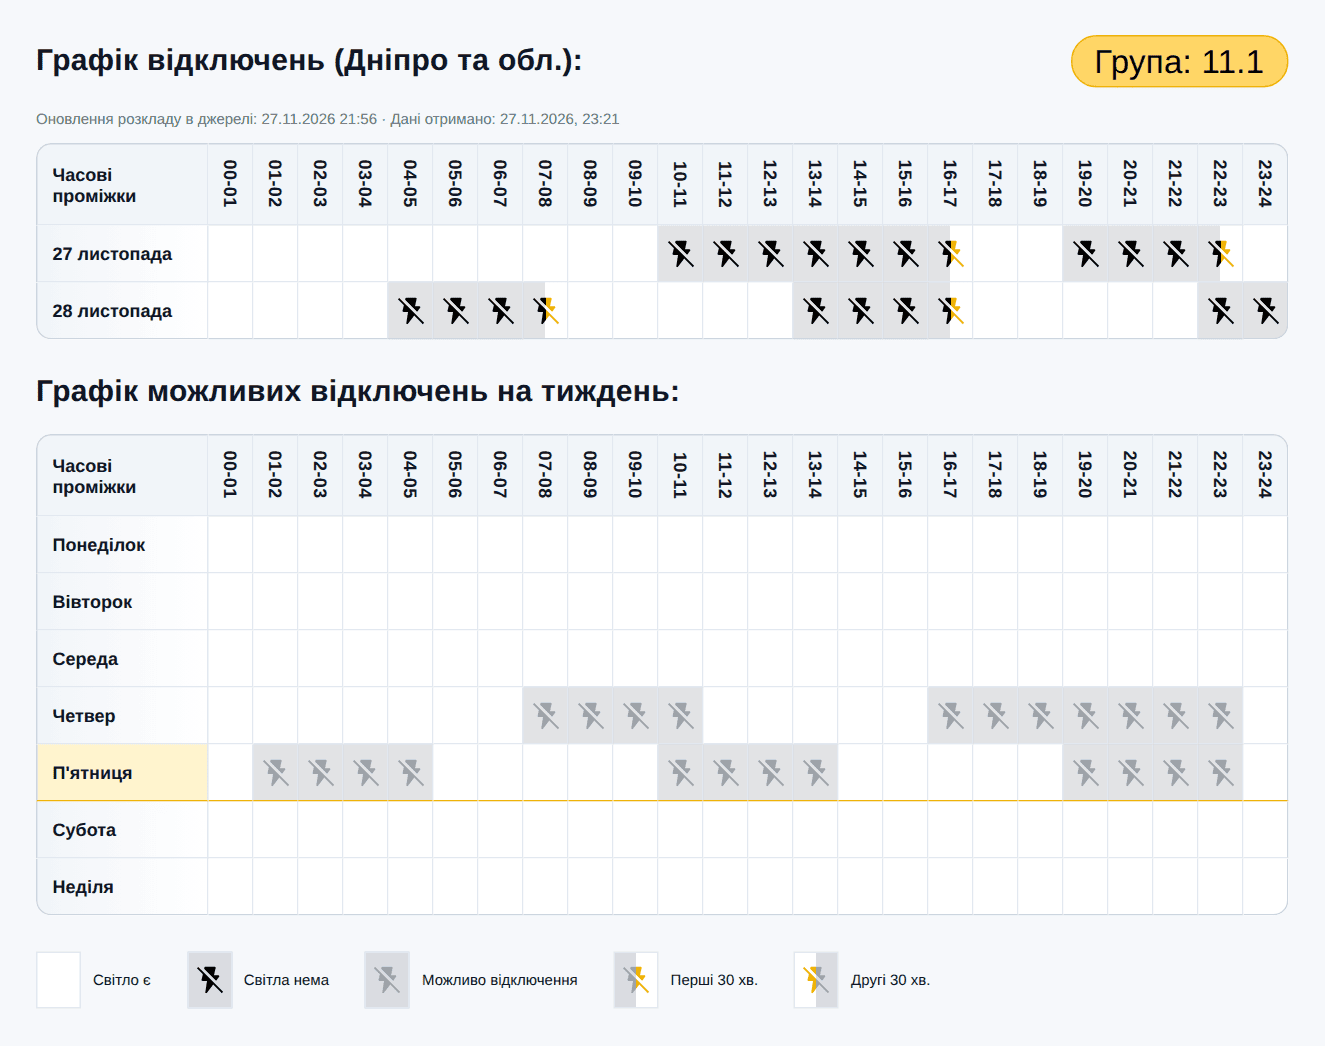 Графік відключень (Дніпро та обл.):
Група: 11.1
Оновлення розкладу в джерелі: 27.11.2026 21:56 · Дані отримано: 27.11.2026, 23:21
Часові проміжки 00-01 01-02 02-03 03-04 04-05 05-06 06-07 07-08 08-09 09-10 10-11 11-12 12-13 13-14 14-15 15-16 16-17 17-18 18-19 19-20 20-21 21-22 22-23 23-24
27 листопада
28 листопада
Графік можливих відключень на тиждень:
Часові проміжки 00-01 01-02 02-03 03-04 04-05 05-06 06-07 07-08 08-09 09-10 10-11 11-12 12-13 13-14 14-15 15-16 16-17 17-18 18-19 19-20 20-21 21-22 22-23 23-24
Понеділок
Вівторок
Середа
Четвер
П'ятниця
Субота
Неділя
Світло є
Світла нема
Можливо відключення
Перші 30 хв.
Другі 30 хв.